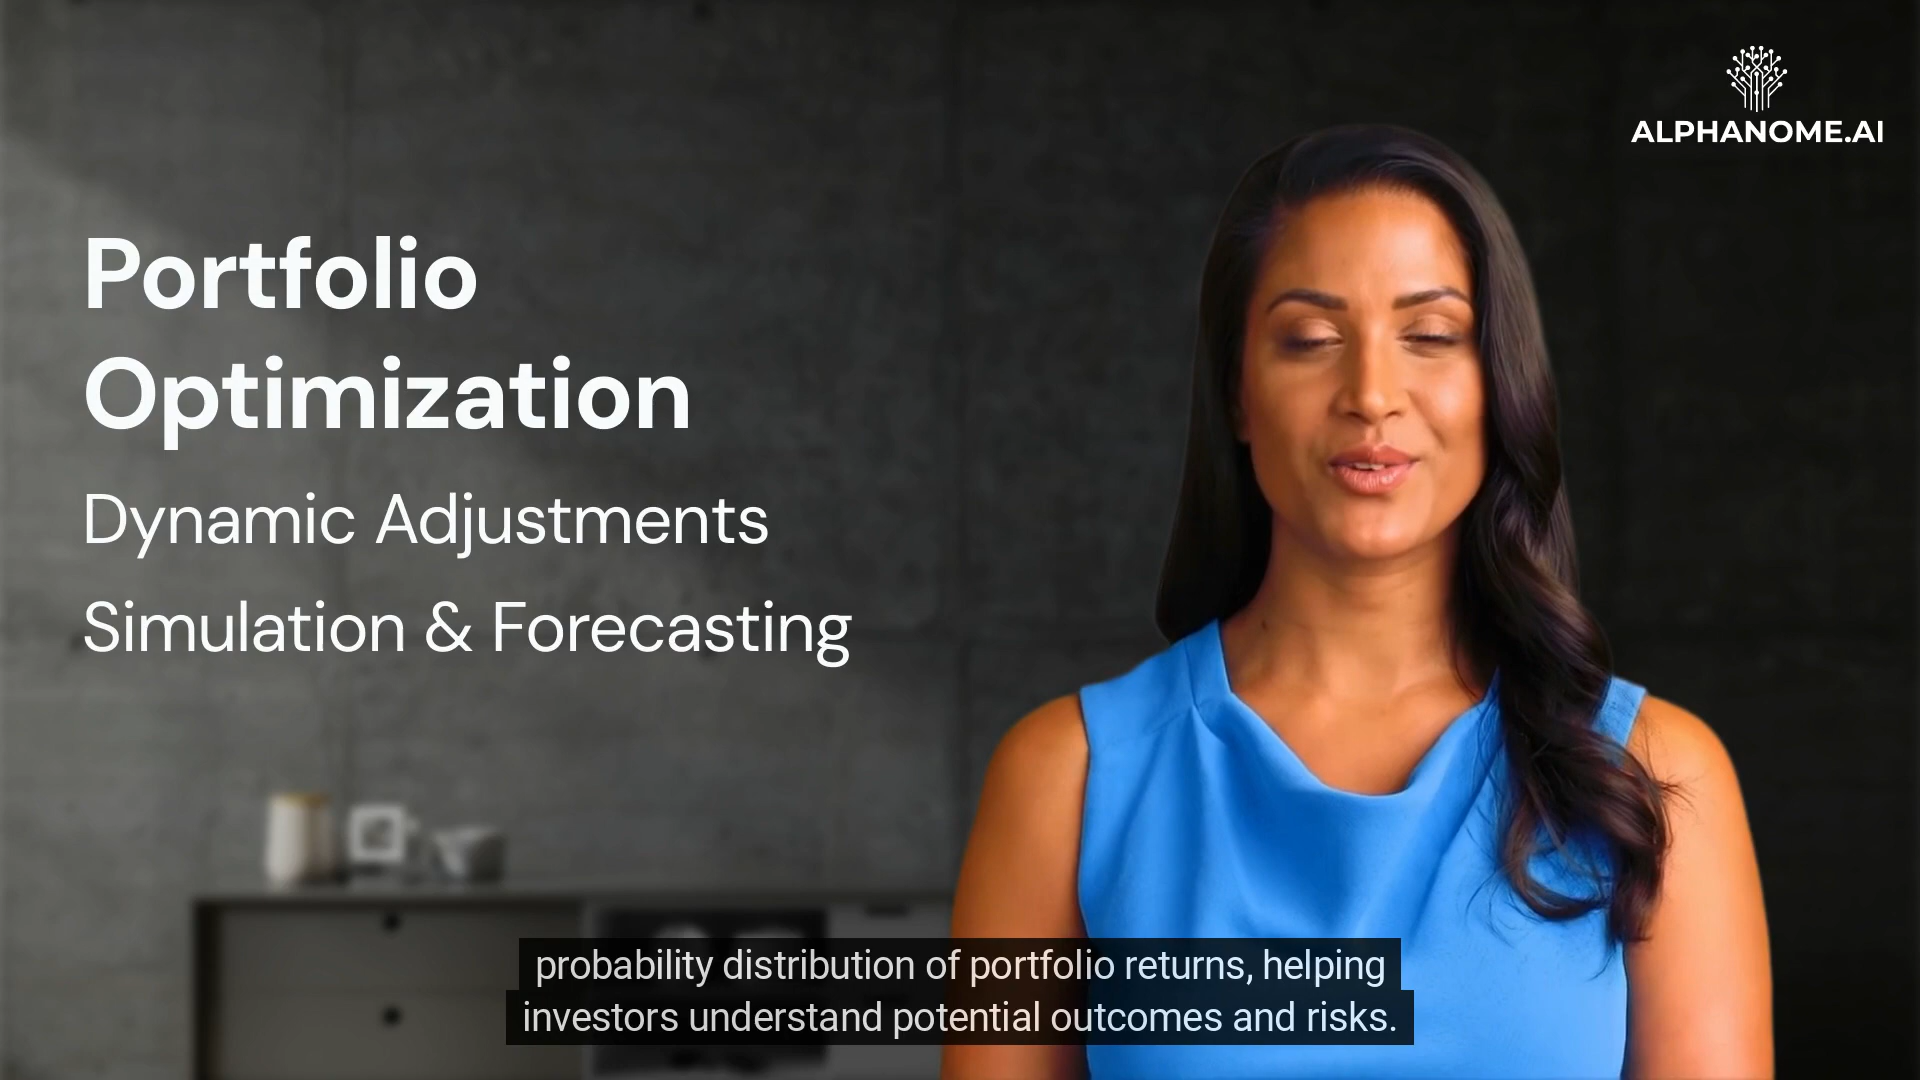 ALPHANOME.AI
Portfolio
Optimization
Dynamic Adjustments
Simulation & Forecasting
probability distribution of portfolio returns, helping
investors understand potential outcomes and risks.